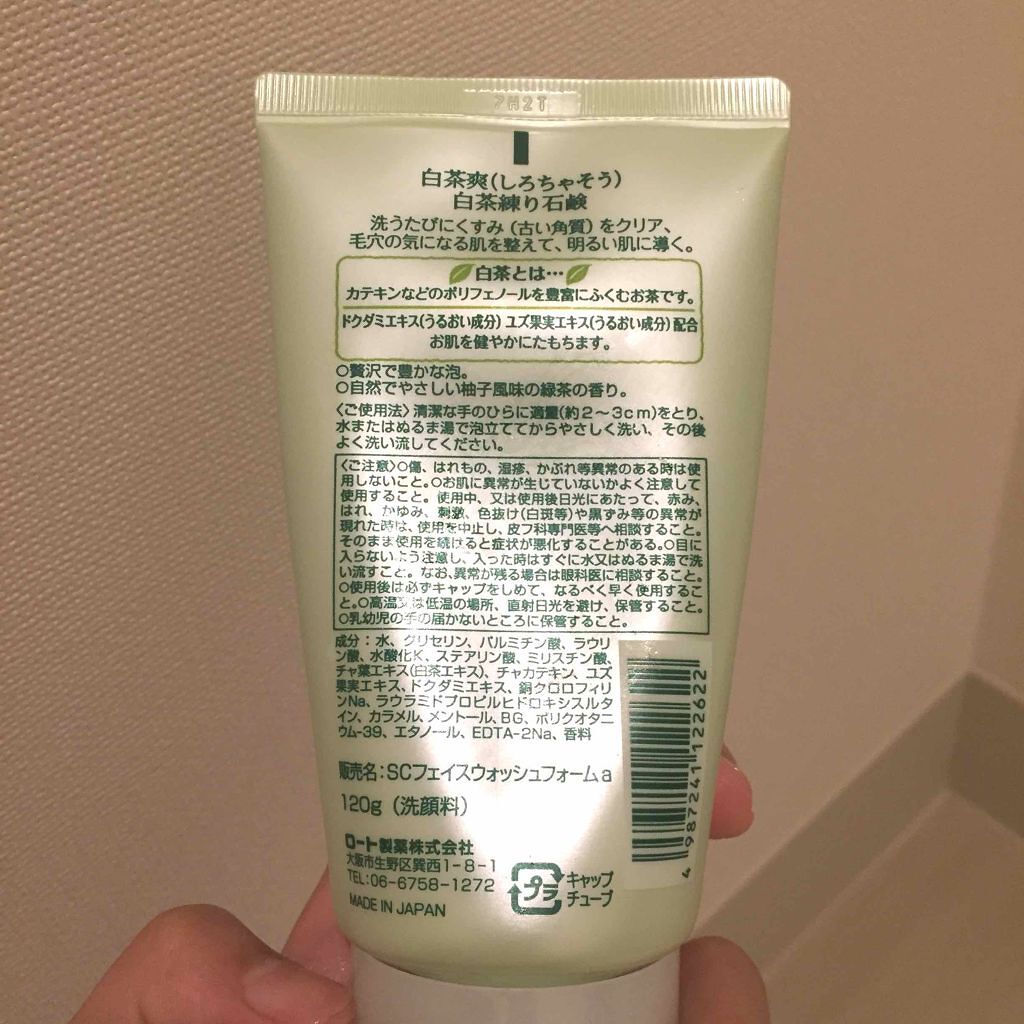 7H2T
白茶爽(しろちゃそう)
白茶練り石鹸
洗うたびにくすみ(古い角質)をクリア、
毛穴の気になる肌を整えて、明るい肌に導く。
白茶とは…
カテキンなどのポリフェノールを豊富にふくむお茶です。
ドクダミエキス(うるおい成分) ユズ果実エキス(うるおい成分) 配合
お肌を健やかにたもちます。
○贅沢で豊かな泡。
○自然でやさしい柚子風味の緑茶の香り。
〈ご使用法〉清潔な手のひらに適量(約2〜3cm)をとり、
水またはぬるま湯で泡立ててからやさしく洗い、その後
よく洗い流してください。
〈ご注意〉○傷、はれもの、湿疹、かぶれ等異常のある時は使
用しないこと。○お肌に異常が生じていないかよく注意して
使用すること。使用中、又は使用後日光にあたって、赤み、
はれ、かゆみ、刺激、色抜け(白斑等)や黒ずみ等の異常が
現れた時は、使用を中止し、皮フ科専門医等へ相談すること。
そのまま使用を続けると症状が悪化することがある。○目に
入らないよう注意し、入った時はすぐに水又はぬるま湯で洗
い流すこと。なお、異常が残る場合は眼科医に相談すること。
○使用後は必ずキャップをしめて、なるべく早く使用するこ
と。○高温又は低温の場所、直射日光を避け、保管すること。
○乳幼児の手の届かないところに保管すること。
成分：水、グリセリン、パルミチン酸、ラウリ
ン酸、水酸化K、ステアリン酸、ミリスチン酸、
チャ葉エキス(白茶エキス)、チャカテキン、ユズ
果実エキス、ドクダミエキス、銅クロロフィリ
ンNa、ラウラミドプロピルヒドロキシスルタ
イン、カラメル、メントール、BG、ポリクオタニ
ウム-39、エタノール、EDTA-2Na、香料
販売名：SCフェイスウォッシュフォームa
120g (洗顔料)
ロート製薬株式会社
大阪市生野区巽西1-8-1
TEL：06-6758-1272
MADE IN JAPAN
プラ
キャップ
チューブ
4 987241 122622